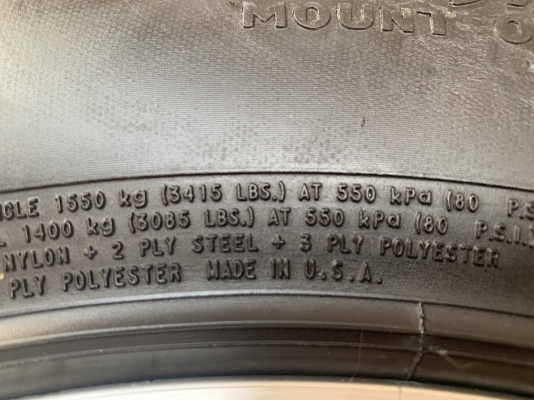 MOUNT O
NGLE 1550 kg (3415 LBS.) AT 550 kPa (80 P.S
L 1400 kg (3085 LBS.) AT 550 kPa (80 P.S.I.)
NYLON + 2 PLY STEEL + 3 PLY POLYESTER
PLY POLYESTER MADE IN U.S.A.